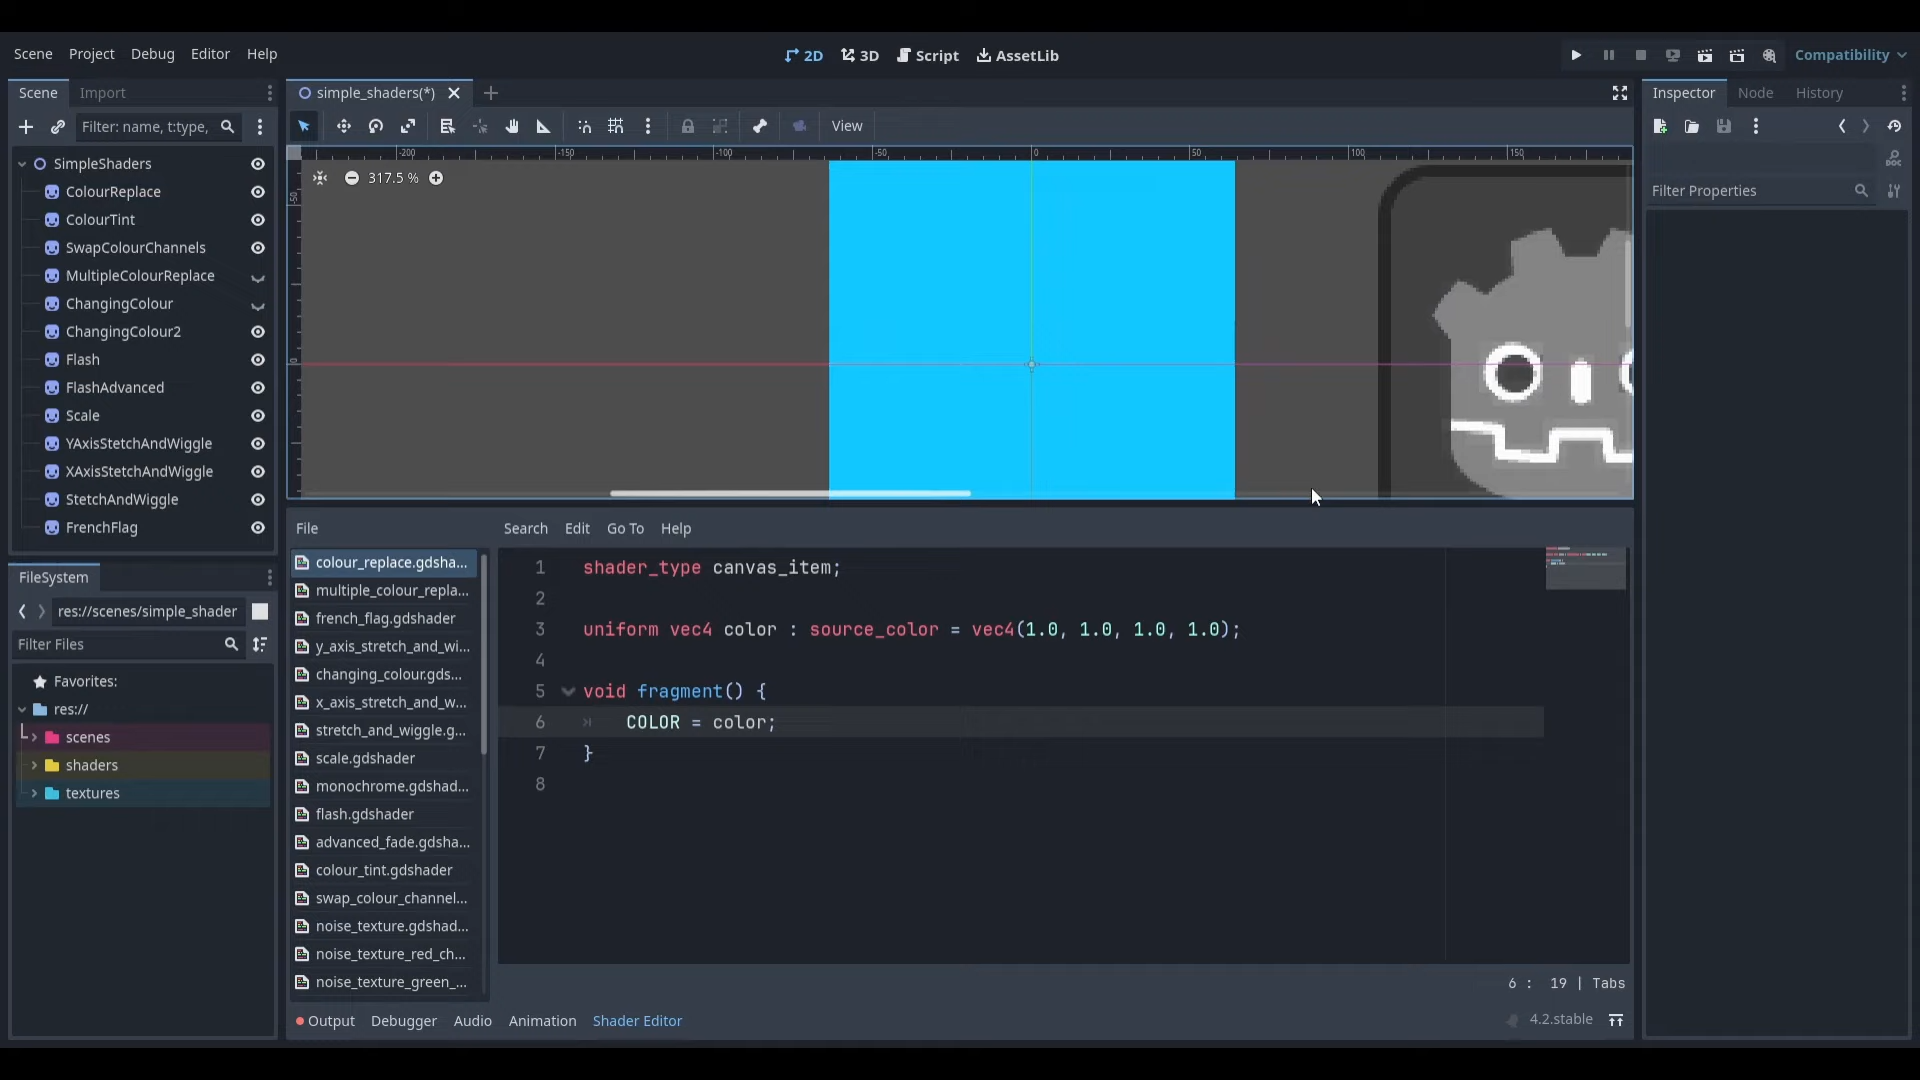 Scene Project Debug Editor Help
2D 3D Script AssetLib
Compatibility
Scene Import
Filter: name, t:type,
SimpleShaders
ColourReplace
ColourTint
SwapColourChannels
MultipleColourReplace
ChangingColour
ChangingColour2
Flash
FlashAdvanced
Scale
YAxisStetchAndWiggle
XAxisStetchAndWiggle
StetchAndWiggle
FrenchFlag
FileSystem
res://scenes/simple_shader
Filter Files
Favorites:
res://
scenes
shaders
textures
simple_shaders(*)
View
-200 -150 -100 -50 0 50 100 150
-50
0
317.5 %
File
colour_replace.gdsha...
multiple_colour_repla...
french_flag.gdshader
y_axis_stretch_and_wi...
changing_colour.gds...
x_axis_stretch_and_w...
stretch_and_wiggle.g...
scale.gdshader
monochrome.gdshad...
flash.gdshader
advanced_fade.gdsha...
colour_tint.gdshader
swap_colour_channel...
noise_texture.gdshad...
noise_texture_red_ch...
noise_texture_green_...
Search Edit Go To Help
1 shader_type canvas_item;
2
3 uniform vec4 color : source_color = vec4(1.0, 1.0, 1.0, 1.0);
4
5 void fragment() {
6 COLOR = color;
7 }
8
6 : 19 | Tabs
Output Debugger Audio Animation Shader Editor
4.2.stable
Inspector Node History
DOC
Filter Properties